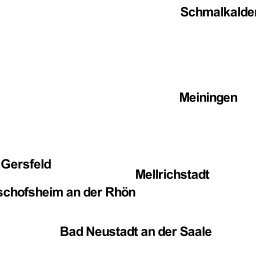 Schmalkalden
Meiningen
Gersfeld
Mellrichstadt
schofsheim an der Rhön
Bad Neustadt an der Saale